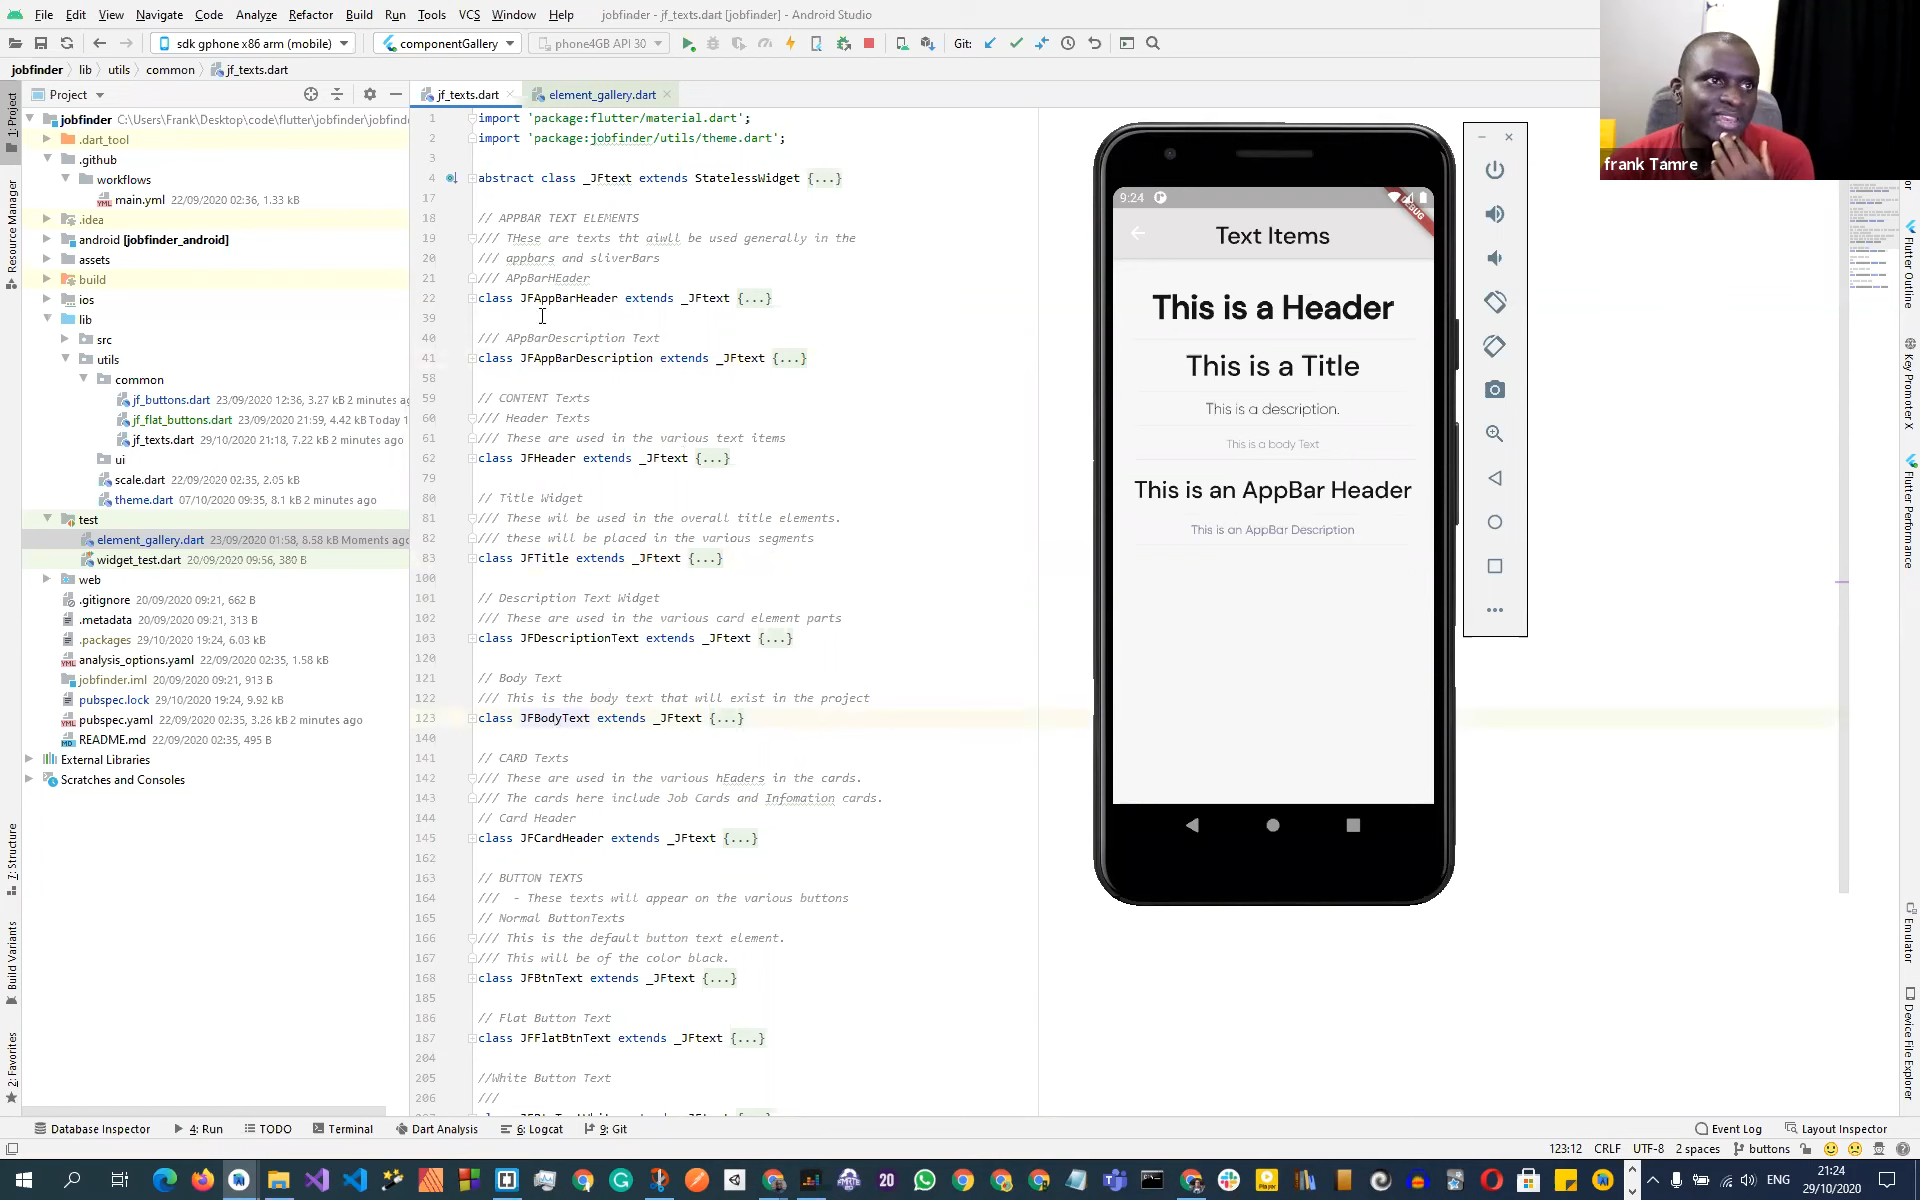 File Edit View Navigate Code Analyze Refactor Build Run Tools VCS Window Help jobfinder - jf_texts.dart [jobfinder] - Android Studio
sdk gphone x86 arm (mobile) componentGallery phone4GB API 30 Git:
jobfinder lib utils common jf_texts.dart
frank Tamre
Project
jf_texts.dart element_gallery.dart
1: Project
Resource Manager
7: Structure
Build Variants
2: Favorites
jobfinder C:\Users\Frank\Desktop\code\flutter\jobfinder\jobfind
.dart_tool
.github
workflows
main.yml 22/09/2020 02:36, 1.33 kB
.idea
android [jobfinder_android]
assets
build
ios
lib
src
utils
common
jf_buttons.dart 23/09/2020 12:36, 3.27 kB 2 minutes ag
jf_flat_buttons.dart 23/09/2020 21:59, 4.42 kB Today 1
jf_texts.dart 29/10/2020 21:18, 7.22 kB 2 minutes ago
ui
scale.dart 22/09/2020 02:35, 2.05 kB
theme.dart 07/10/2020 09:35, 8.1 kB 2 minutes ago
test
element_gallery.dart 23/09/2020 01:58, 8.58 kB Moments ago
widget_test.dart 20/09/2020 09:56, 380 B
web
.gitignore 20/09/2020 09:21, 662 B
.metadata 20/09/2020 09:21, 313 B
.packages 29/10/2020 19:24, 6.03 kB
analysis_options.yaml 22/09/2020 02:35, 1.58 kB
jobfinder.iml 20/09/2020 09:21, 913 B
pubspec.lock 29/10/2020 19:24, 9.92 kB
pubspec.yaml 22/09/2020 02:35, 3.26 kB 2 minutes ago
README.md 22/09/2020 02:35, 495 B
External Libraries
Scratches and Consoles
1 import 'package:flutter/material.dart';
2 import 'package:jobfinder/utils/theme.dart';
3
4 abstract class _JFtext extends StatelessWidget {...}
17
18 // APPBAR TEXT ELEMENTS
19 /// THese are texts tht aiwll be used generally in the
20 /// appbars and sliverBars
21 /// APpBarHEader
22 class JFAppBarHeader extends _JFtext {...}
39
40 /// APpBarDescription Text
41 class JFAppBarDescription extends _JFtext {...}
58
59 // CONTENT Texts
60 /// Header Texts
61 /// These are used in the various text items
62 class JFHeader extends _JFtext {...}
79
80 // Title Widget
81 /// These wil be used in the overall title elements.
82 /// these will be placed in the various segments
83 class JFTitle extends _JFtext {...}
100
101 // Description Text Widget
102 /// These are used in the various card element parts
103 class JFDescriptionText extends _JFtext {...}
120
121 // Body Text
122 /// This is the body text that will exist in the project
123 class JFBodyText extends _JFtext {...}
140
141 // CARD Texts
142 /// These are used in the various hEaders in the cards.
143 /// The cards here include Job Cards and Infomation cards.
144 // Card Header
145 class JFCardHeader extends _JFtext {...}
162
163 // BUTTON TEXTS
164 /// - These texts will appear on the various buttons
165 // Normal ButtonTexts
166 /// This is the default button text element.
167 /// This will be of the color black.
168 class JFBtnText extends _JFtext {...}
185
186 // Flat Button Text
187 class JFFlatBtnText extends _JFtext {...}
204
205 //White Button Text
206 ///
9:24
DEBUG
Text Items
This is a Header
This is a Title
This is a description.
This is a body Text
This is an AppBar Header
This is an AppBar Description
Flutter Outline
Key Promoter X
Flutter Performance
Emulator
Device File Explorer
Database Inspector 4: Run TODO Terminal Dart Analysis 6: Logcat 9: Git Event Log Layout Inspector
123:12 CRLF UTF-8 2 spaces buttons
20 ENG 21:24
29/10/2020